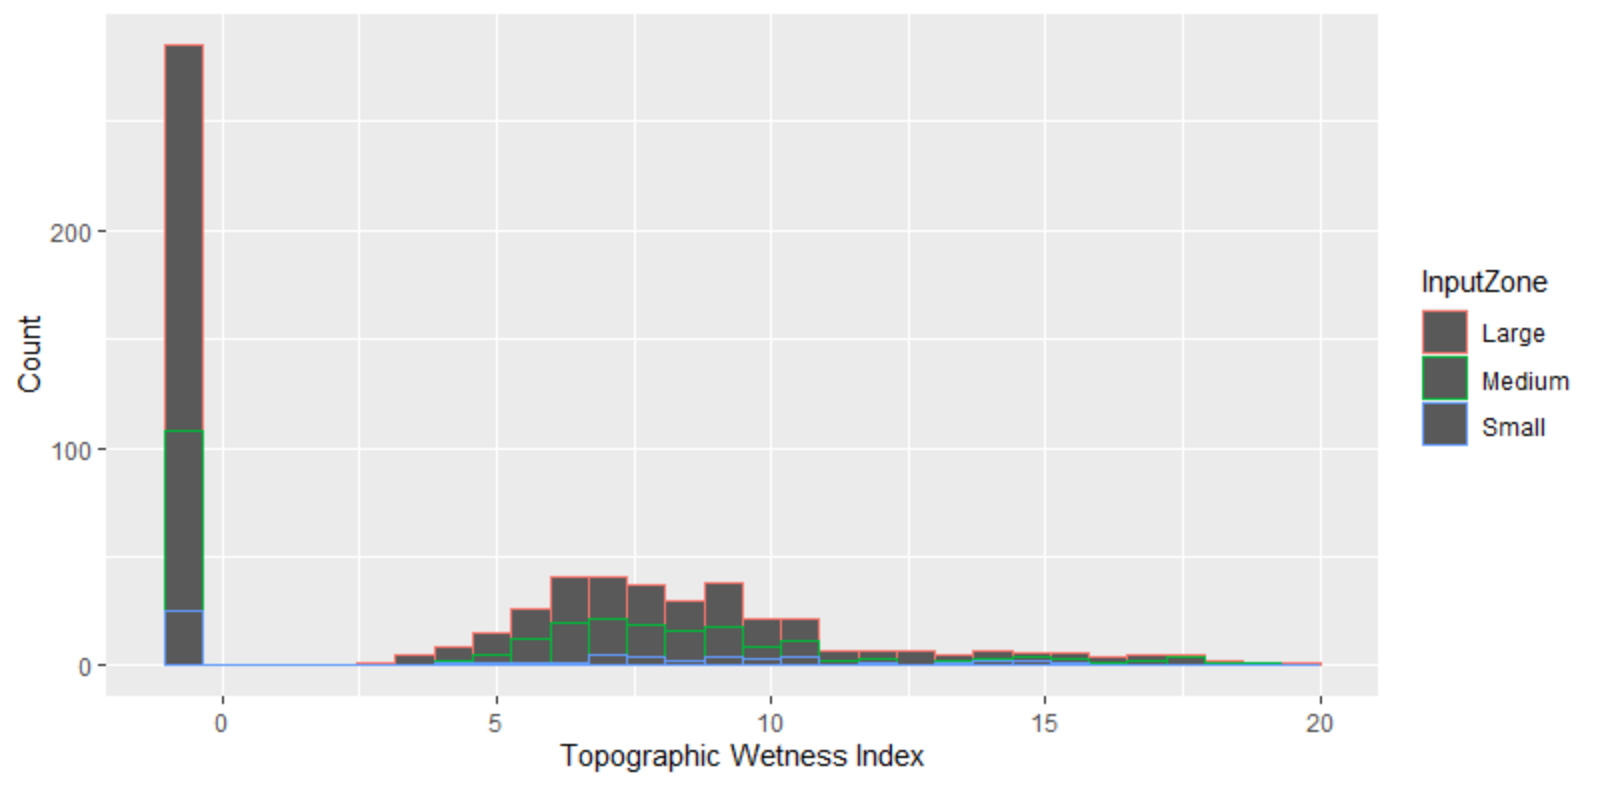 200
100
0
Count
0
5
10
15
20
Topographic Wetness Index
InputZone
Large
Medium
Small